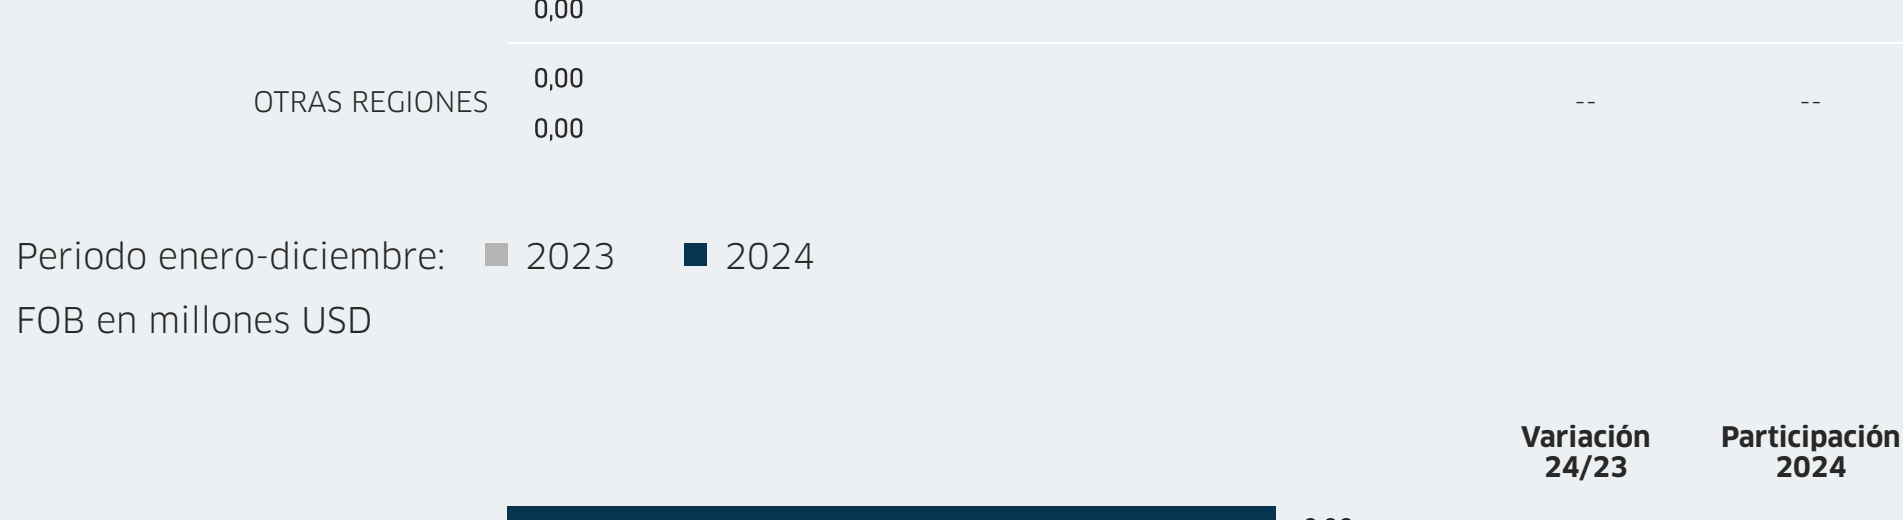 0,00
0,00
OTRAS REGIONES -- --
0,00
Periodo enero-diciembre: 2023 2024
FOB en millones USD
Variación Participación
24/23 2024